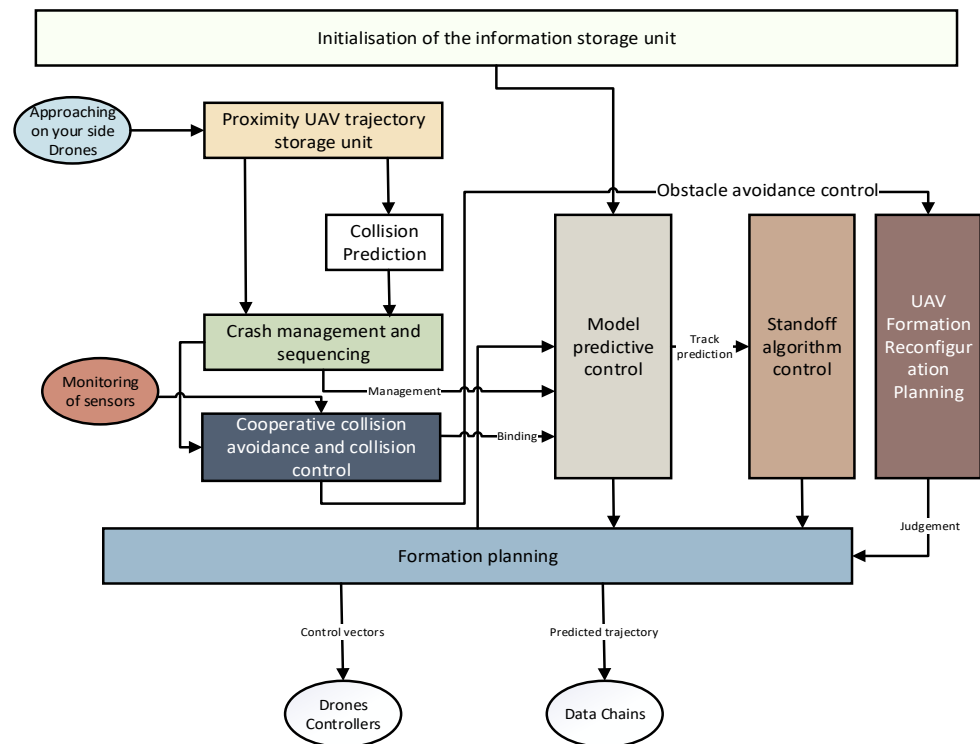 Initialisation of the information storage unit
Approaching
on your side
Drones
Proximity UAV trajectory
storage unit
Obstacle avoidance control
Collision
Prediction
Crash management and
sequencing
Model
predictive
control
Track
prediction
Standoff
algorithm
control
UAV
Formation
Reconfigur
ation
Planning
Monitoring
of sensors
Management
Cooperative collision
avoidance and collision
control
Binding
Judgement
Formation planning
Control vectors
Predicted trajectory
Drones
Controllers
Data Chains